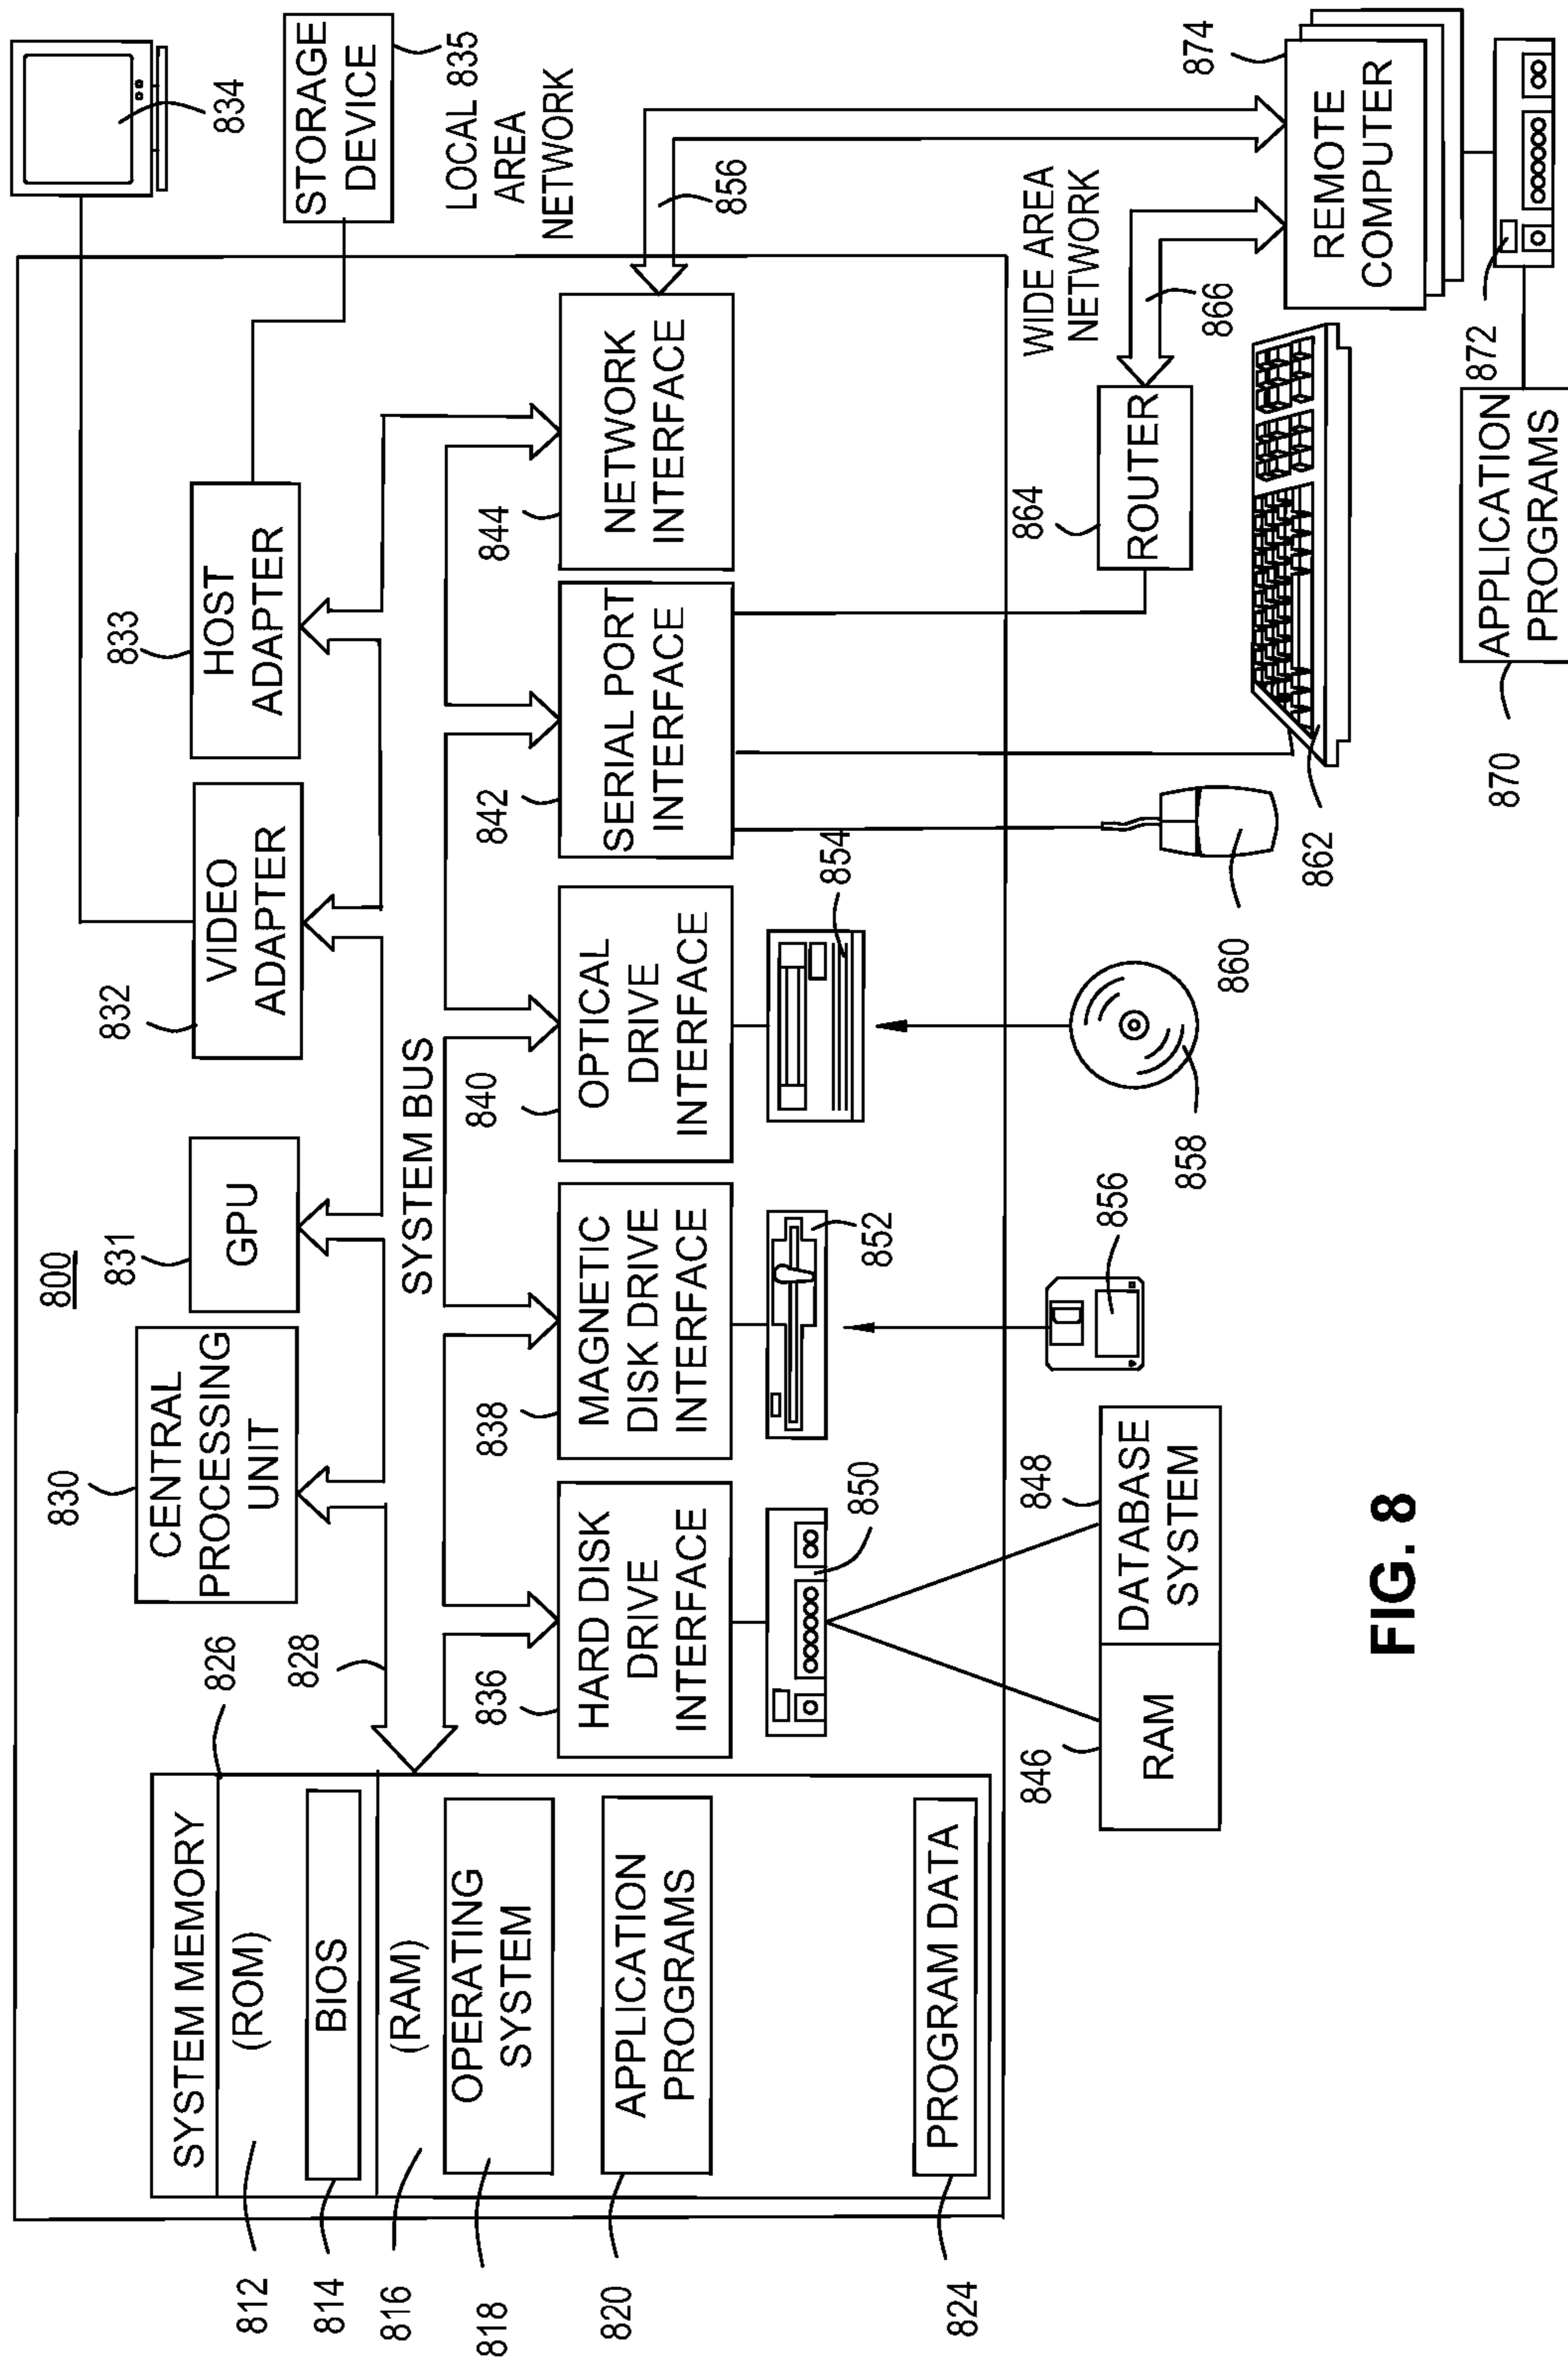 800
834
STORAGE
DEVICE
835
LOCAL
AREA
NETWORK
830
CENTRAL
PROCESSING
UNIT
831
GPU
832
VIDEO
ADAPTER
833
HOST
ADAPTER
826
SYSTEM MEMORY
812
(ROM)
814
BIOS
816
(RAM)
818
OPERATING
SYSTEM
820
APPLICATION
PROGRAMS
824
PROGRAM DATA
828
SYSTEM BUS
836
HARD DISK
DRIVE
INTERFACE
838
MAGNETIC
DISK DRIVE
INTERFACE
840
OPTICAL
DRIVE
INTERFACE
842
SERIAL PORT
INTERFACE
844
NETWORK
INTERFACE
856
850
852
854
WIDE AREA
NETWORK
866
846
RAM
848
DATABASE
SYSTEM
856
858
860
862
864
ROUTER
874
REMOTE
COMPUTER
872
870
APPLICATION
PROGRAMS
FIG. 8